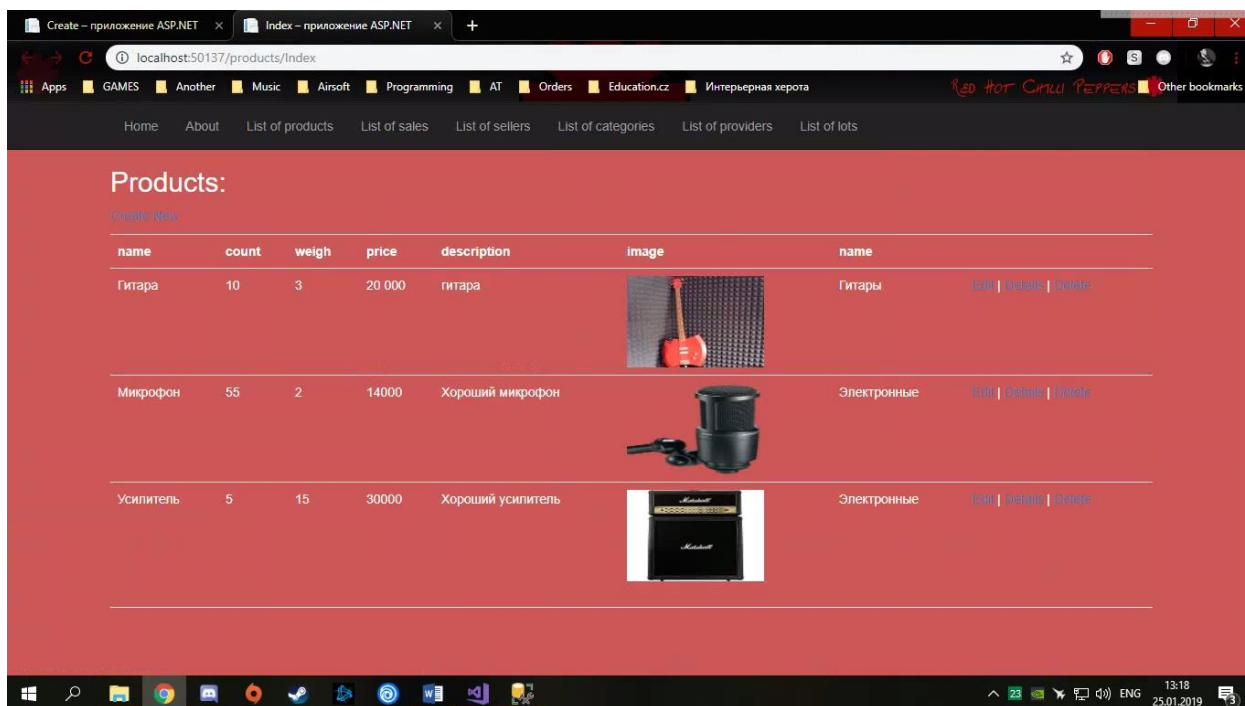 Create – приложение ASP.NET
Index – приложение ASP.NET
localhost:50137/products/Index
Apps GAMES Another Music Airsoft Programming AT Orders Education.cz Интерьерная херота
RED HOT CHILI PEPPERS
Other bookmarks
Home About List of products List of sales List of sellers List of categories List of providers List of lots
Products:
Create New
name count weigh price description image name
Гитара 10 3 20 000 гитара Гитары Edit | Details | Delete
Микрофон 55 2 14000 Хороший микрофон Электронные Edit | Details | Delete
Усилитель 5 15 30000 Хороший усилитель Электронные Edit | Details | Delete
Marshall
Marshall
23 ENG 13:18
25.01.2019
3